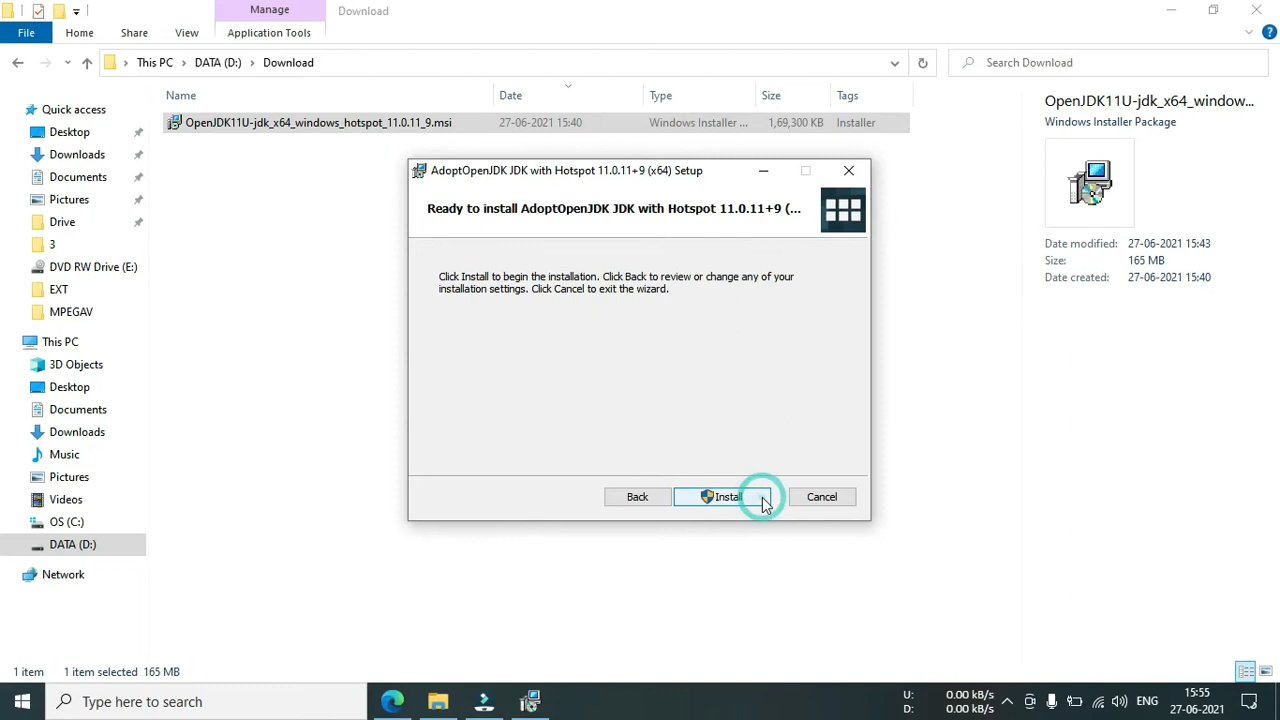 Manage
Download
File
Home
Share
View
Application Tools
This PC
DATA (D:)
Download
Search Download
Name
Date
Type
Size
Tags
OpenJDK11U-jdk_x64_windows_hotspot_11.0.11_9.msi
27-06-2021 15:40
Windows Installer ...
1,69,300 KB
Installer
Quick access
Desktop
Downloads
Documents
Pictures
Drive
3
DVD RW Drive (E:)
EXT
MPEGAV
This PC
3D Objects
Desktop
Documents
Downloads
Music
Pictures
Videos
OS (C:)
DATA (D:)
Network
AdoptOpenJDK JDK with Hotspot 11.0.11+9 (x64) Setup
Ready to install AdoptOpenJDK JDK with Hotspot 11.0.11+9 (...
Click Install to begin the installation. Click Back to review or change any of your
installation settings. Click Cancel to exit the wizard.
Back
Install
Cancel
OpenJDK11U-jdk_x64_window...
Windows Installer Package
Date modified: 27-06-2021 15:43
Size: 165 MB
Date created: 27-06-2021 15:40
1 item
1 item selected 165 MB
Type here to search
U: 0.00 kB/s
D: 0.00 kB/s
ENG
15:55
27-06-2021